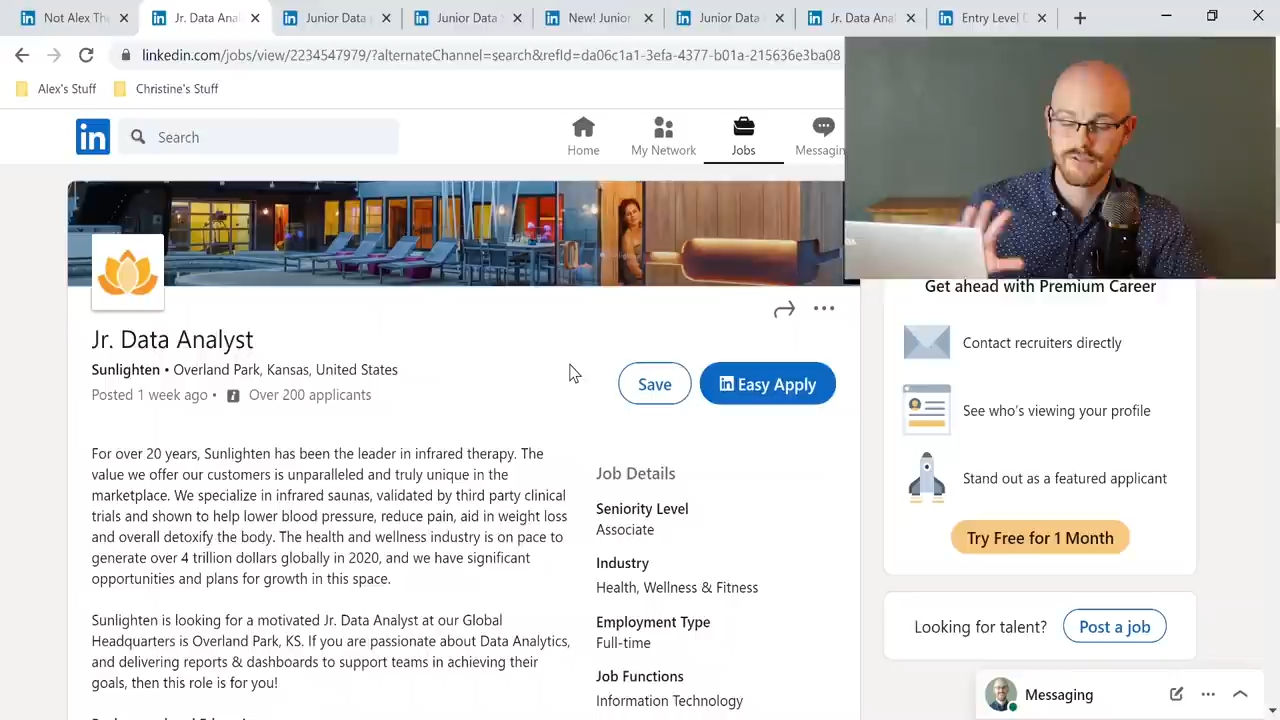 Not Alex The
Jr. Data Analy
Junior Data
Junior Data
New! Junior
Junior Data
Jr. Data Anal
Entry Level
linkedin.com/jobs/view/2234547979/?alternateChannel=search&refId=da06c1a1-3efa-4377-b01a-215636e3ba08
Alex's Stuff
Christine's Stuff
in
Search
Home
My Network
Jobs
Messagin
Get ahead with Premium Career
Contact recruiters directly
See who's viewing your profile
Stand out as a featured applicant
Try Free for 1 Month
Jr. Data Analyst
Sunlighten • Overland Park, Kansas, United States
Posted 1 week ago • Over 200 applicants
Save
in Easy Apply
For over 20 years, Sunlighten has been the leader in infrared therapy. The
value we offer our customers is unparalleled and truly unique in the
marketplace. We specialize in infrared saunas, validated by third party clinical
trials and shown to help lower blood pressure, reduce pain, aid in weight loss
and overall detoxify the body. The health and wellness industry is on pace to
generate over 4 trillion dollars globally in 2020, and we have significant
opportunities and plans for growth in this space.
Sunlighten is looking for a motivated Jr. Data Analyst at our Global
Headquarters is Overland Park, KS. If you are passionate about Data Analytics,
and delivering reports & dashboards to support teams in achieving their
goals, then this role is for you!
Job Details
Seniority Level
Associate
Industry
Health, Wellness & Fitness
Employment Type
Full-time
Job Functions
Information Technology
Looking for talent?
Post a job
Messaging